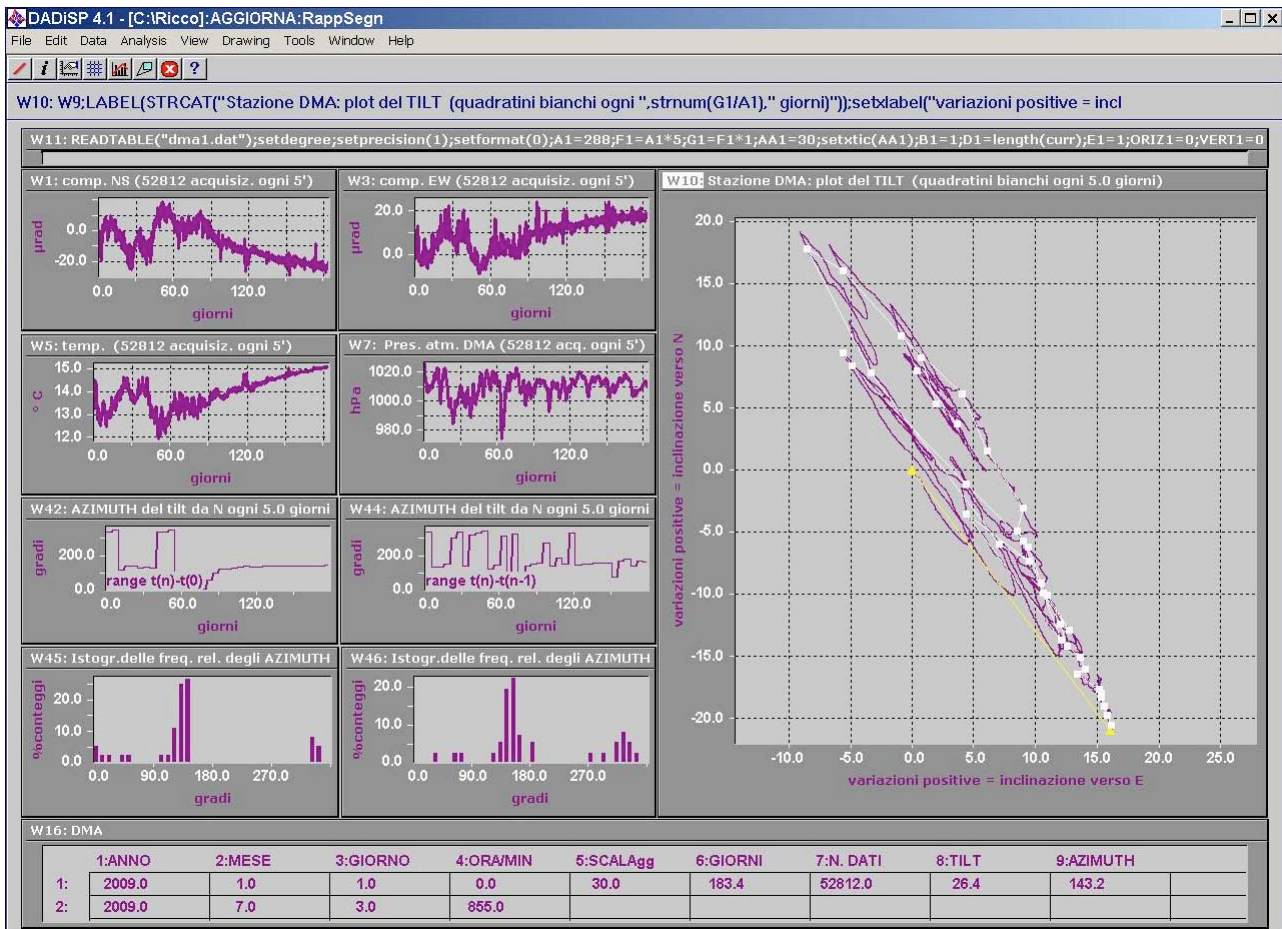 DADiSP 4.1 - [C:\Ricco]:AGGIORNA:RappSegn
File Edit Data Analysis View Drawing Tools Window Help
W10: W9;LABEL(STRCAT("Stazione DMA: plot del TILT (quadratini bianchi ogni ",strnum(G1/A1)," giorni)"));setxlabel("variazioni positive = incl
W11: READTABLE("dma1.dat");setdegree;setprecision(1);setformat(0);A1=288;F1=A1*5;G1=F1*1;AA1=30;setxtic(AA1);B1=1;D1=length(curr);E1=1;ORIZ1=0;VERT1=0
W1: comp. NS (52812 acquisiz. ogni 5')
µrad
0.0
-20.0
0.0 60.0 120.0
giorni
W3: comp. EW (52812 acquisiz. ogni 5')
µrad
20.0
0.0
0.0 60.0 120.0
giorni
W5: temp. (52812 acquisiz. ogni 5')
° C
15.0
14.0
13.0
12.0
0.0 60.0 120.0
giorni
W7: Pres. atm. DMA (52812 acq. ogni 5')
hPa
1020.0
1000.0
980.0
0.0 60.0 120.0
giorni
W42: AZIMUTH del tilt da N ogni 5.0 giorni
gradi
200.0
0.0
range t(n)-t(0)
0.0 60.0 120.0
giorni
W44: AZIMUTH del tilt da N ogni 5.0 giorni
gradi
200.0
0.0
range t(n)-t(n-1)
0.0 60.0 120.0
giorni
W45: Istogr.delle freq. rel. degli AZIMUTH
%conteggi
20.0
10.0
0.0
0.0 90.0 180.0 270.0
gradi
W46: Istogr.delle freq. rel. degli AZIMUTH
%conteggi
20.0
10.0
0.0
0.0 90.0 180.0 270.0
gradi
W10: Stazione DMA: plot del TILT (quadratini bianchi ogni 5.0 giorni)
variazioni positive = inclinazione verso N
20.0
15.0
10.0
5.0
0.0
-5.0
-10.0
-15.0
-20.0
-10.0 -5.0 0.0 5.0 10.0 15.0 20.0 25.0
variazioni positive = inclinazione verso E
W16: DMA
1:ANNO 2:MESE 3:GIORNO 4:ORA/MIN 5:SCALAgg 6:GIORNI 7:N. DATI 8:TILT 9:AZIMUTH
1: 2009.0 1.0 1.0 0.0 30.0 183.4 52812.0 26.4 143.2
2: 2009.0 7.0 3.0 855.0